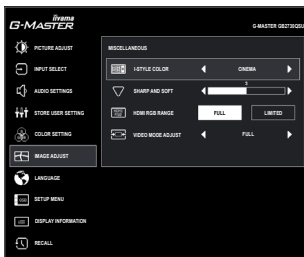 iiyama
G-MASTER
G-MASTER GB2730QSU
PICTURE ADJUST
INPUT SELECT
AUDIO SETTINGS
STORE USER SETTING
COLOR SETTING
IMAGE ADJUST
LANGUAGE
SETUP MENU
DISPLAY INFORMATION
RECALL
MISCELLANEOUS
I-STYLE COLOR CINEMA
3
SHARP AND SOFT
HDMI RGB RANGE FULL LIMITED
VIDEO MODE ADJUST FULL